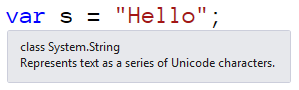 var s = "Hello";
class System.String
Represents text as a series of Unicode characters.